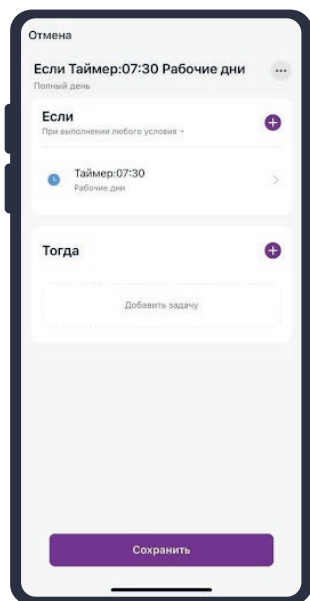 Отмена
Если Таймер:07:30 Рабочие дни
Полный день
Если
При выполнении любого условия
Таймер:07:30
Рабочие дни
Тогда
Добавить задачу
Сохранить